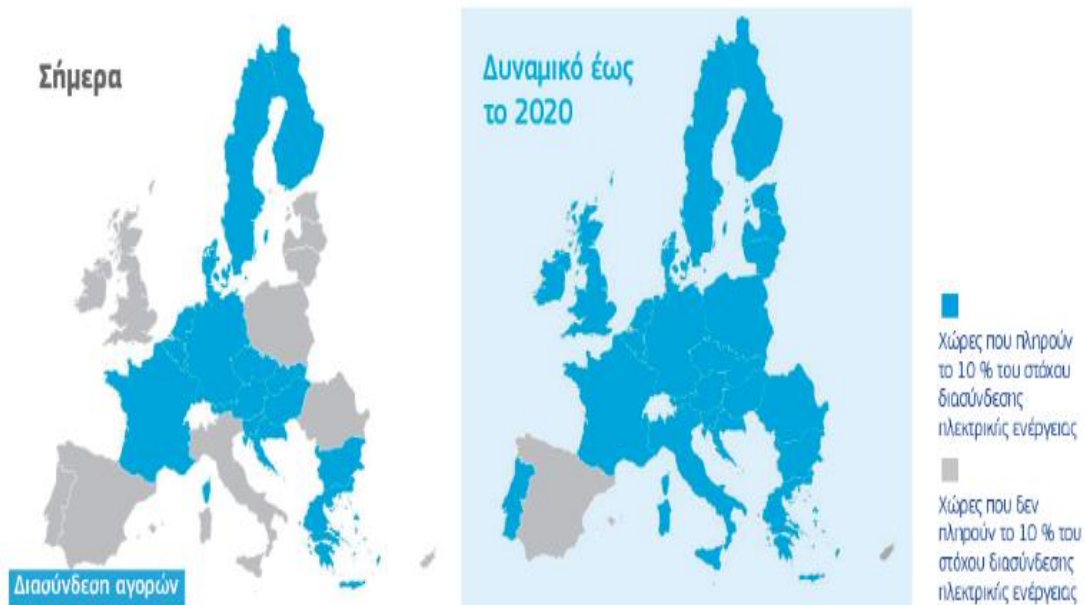 Σήμερα
Διασύνδεση αγορών
Δυναμικό έως
το 2020
Χώρες που πληρούν
το 10 % του στόχου
διασύνδεσης
ηλεκτρικής ενέργειας
Χώρες που δεν
πληρούν το 10 % του
στόχου διασύνδεσης
ηλεκτρικής ενέργειας